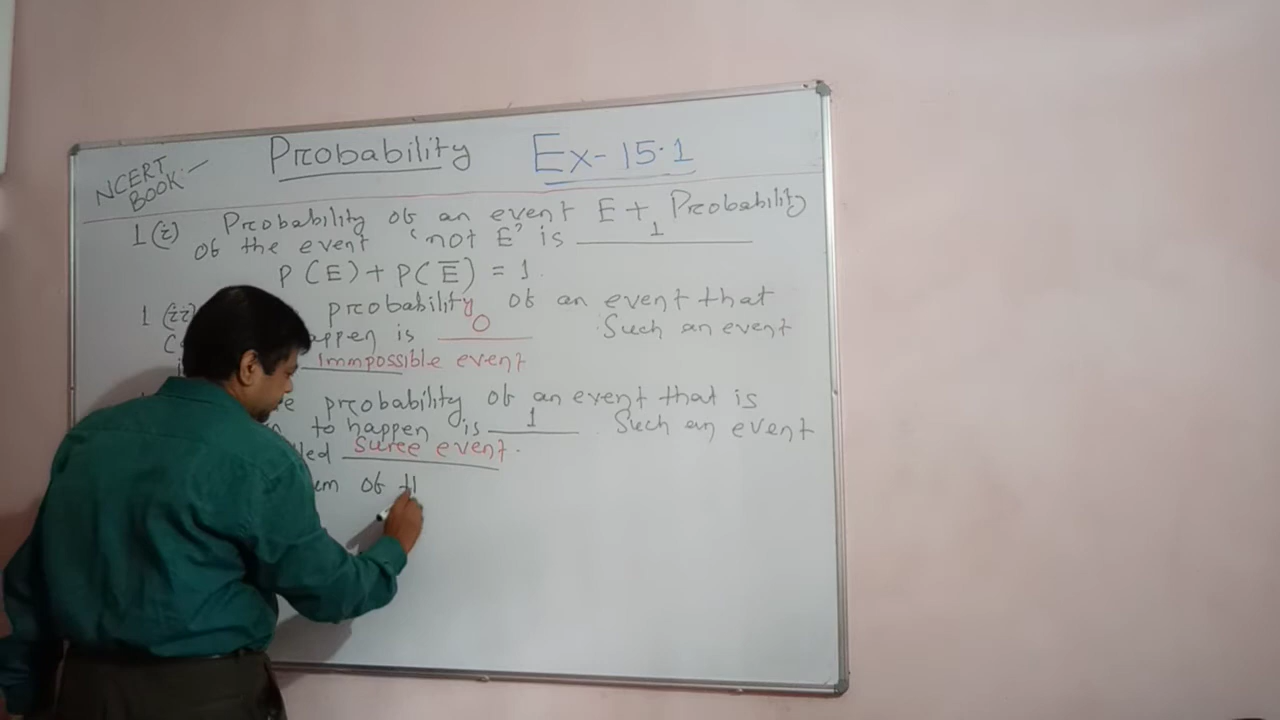 NCERT BOOK:- Probability Ex-15.1
1(i) Probability of an event E + Probability
of the event 'not E' is 1
P(E) + P(E̅) = 1.
1(ii) probability of an event that
happen is 0 Such an event
immpossible event
probability of an event that is
to happen is 1 Such an event
suree event.
of